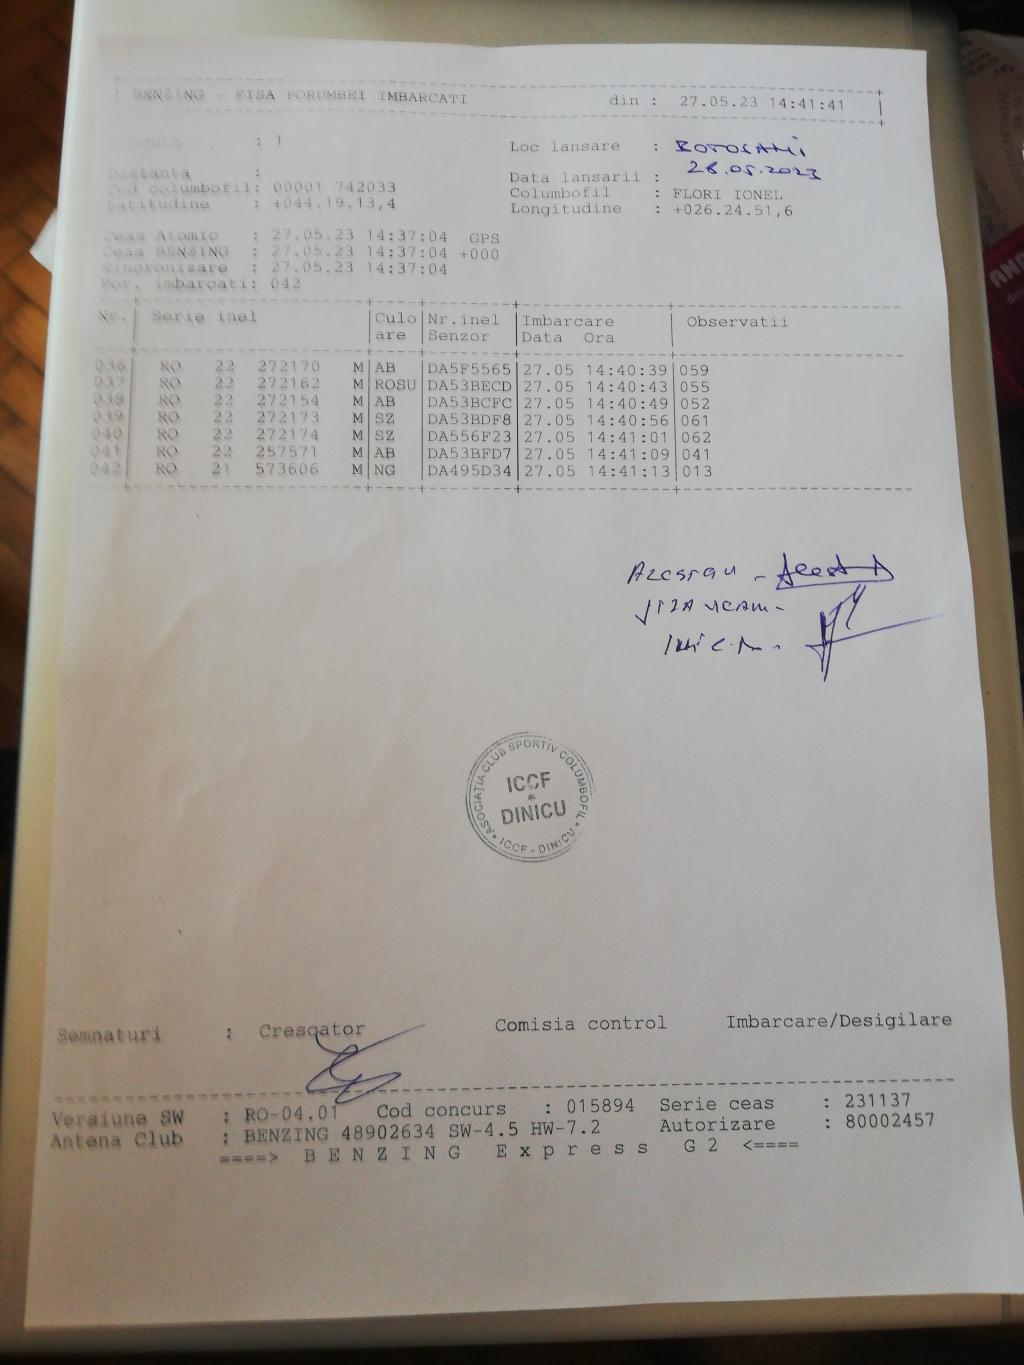 BENZING - FISA PORUMBEI IMBARCATI din : 27.05.23 14:41:41
: 1 Loc lansare : BOTOSANI
Distanta : Data lansarii : 28.05.2023
Cod columbofil: 00001 742033 Columbofil : FLORI IONEL
Latitudine : +044.19.13,4 Longitudine : +026.24.51,6
Ceas Atomic : 27.05.23 14:37:04 GPS
Ceas BENZING : 27.05.23 14:37:04 +000
Sincronizare : 27.05.23 14:37:04
Por. imbarcati: 042
Nr. Serie inel Culo Nr.inel Imbarcare Observatii
are Senzor Data Ora
036 RO 22 272170 M AB DA5F5565 27.05 14:40:39 059
037 RO 22 272162 M ROSU DA53BECD 27.05 14:40:43 055
038 RO 22 272154 M AB DA53BCFC 27.05 14:40:49 052
039 RO 22 272173 M SZ DA53BDF8 27.05 14:40:56 061
040 RO 22 272174 M SZ DA556F23 27.05 14:41:01 062
041 RO 22 257571 M AB DA53BFD7 27.05 14:41:09 041
042 RO 21 573606 M NG DA495D34 27.05 14:41:13 013
ASOCIAȚIA CLUB SPORTIV COLUMBOFIL
ICCF
*
DINICU
* ICCF - DINICU *
Semnaturi : Crescator Comisia control Imbarcare/Desigilare
Versiune SW : RO-04.01 Cod concurs : 015894 Serie ceas : 231137
Antena Club : BENZING 48902634 SW-4.5 HW-7.2 Autorizare : 80002457
====> B E N Z I N G E x p r e s s G 2 <====